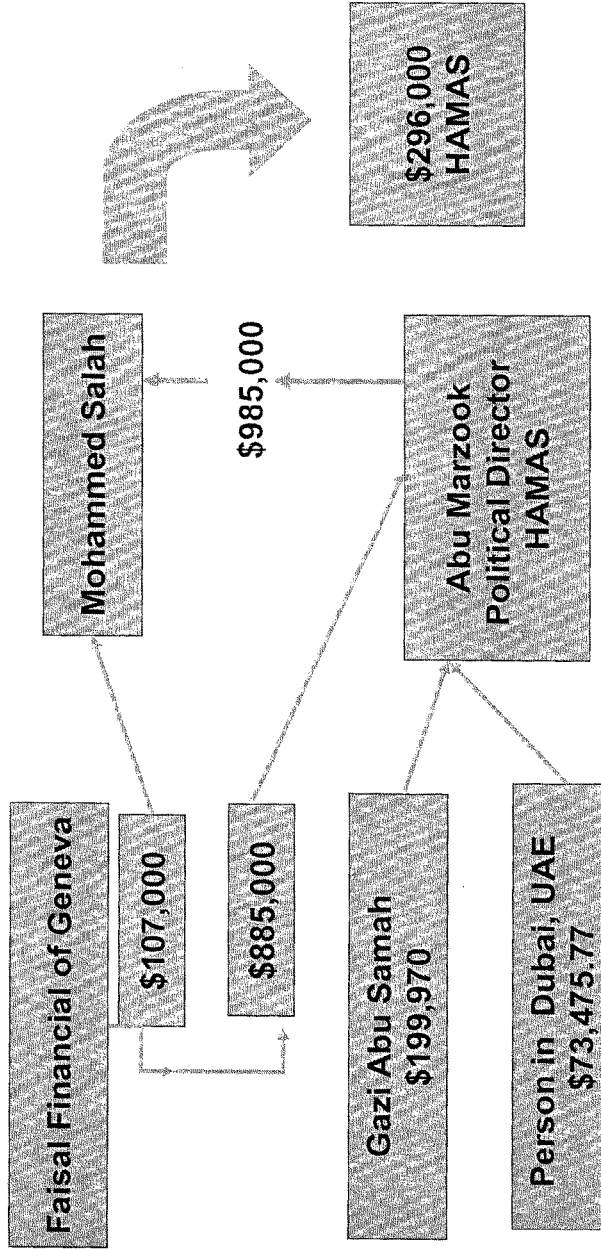 Faisal Financial of Geneva
$107,000
$885,000
Gazi Abu Samah
$199,970
Person in Dubai, UAE
$73,475.77
Mohammed Salah
$985,000
Abu Marzook
Political Director
HAMAS
$296,000
HAMAS